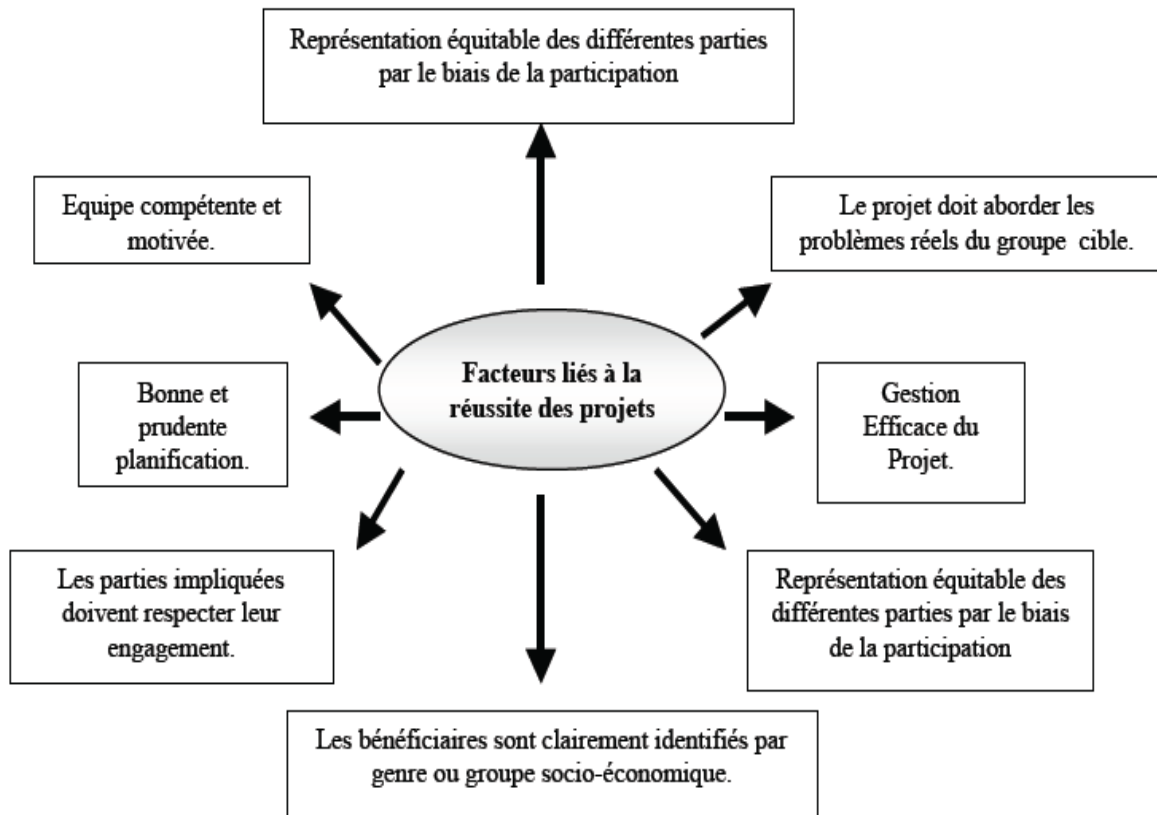 Représentation équitable des différentes parties
par le biais de la participation
Equipe compétente et
motivée.
Le projet doit aborder les
problèmes réels du groupe cible.
Facteurs liés à la
réussite des projets
Bonne et
prudente
planification.
Gestion
Efficace du
Projet.
Les parties impliquées
doivent respecter leur
engagement.
Représentation équitable des
différentes parties par le biais
de la participation
Les bénéficiaires sont clairement identifiés par
genre ou groupe socio-économique.